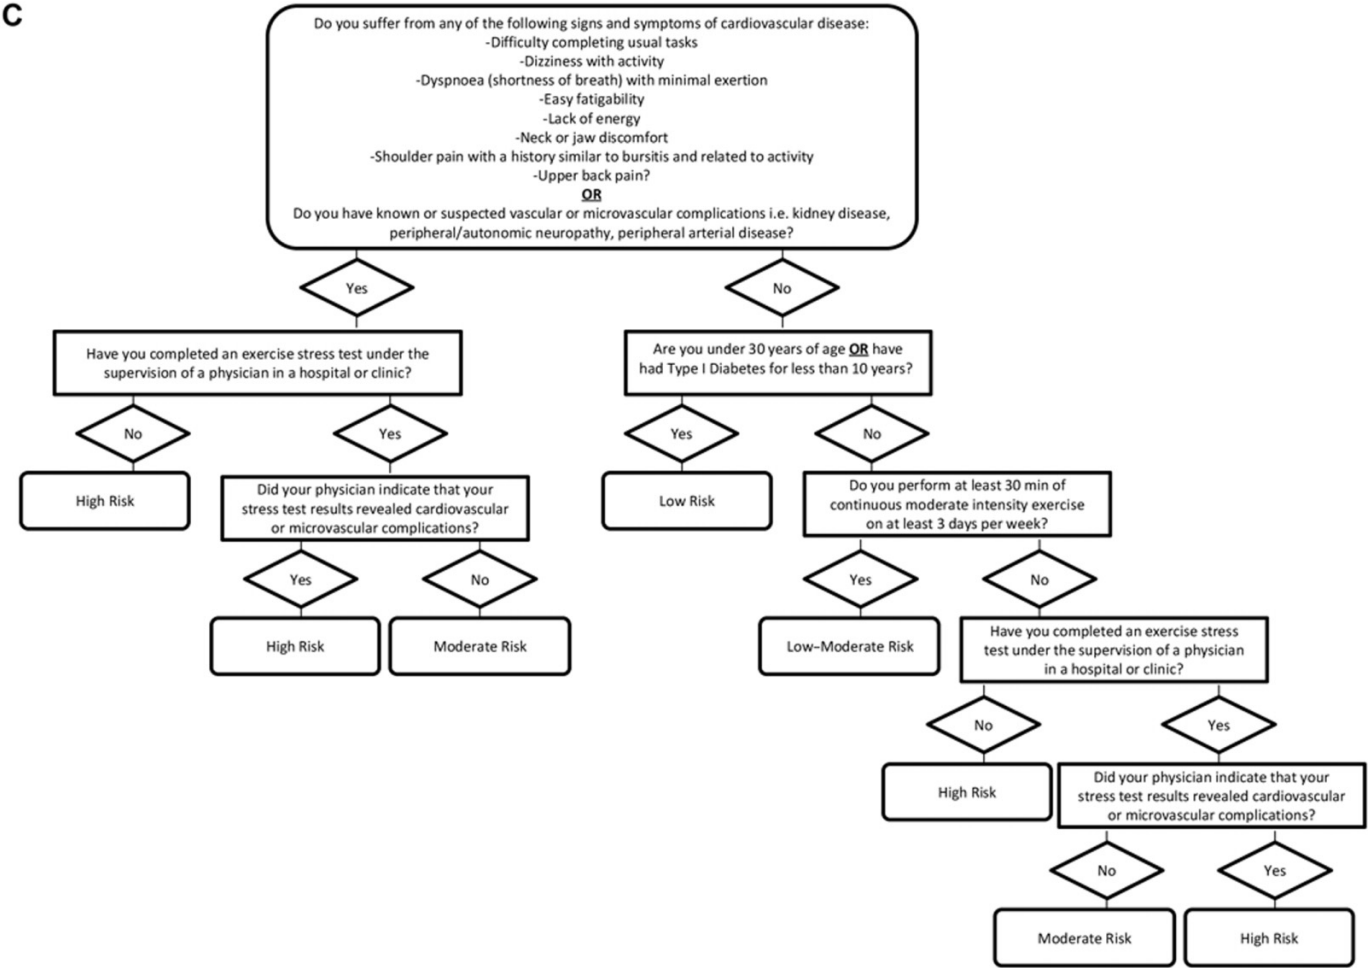 C
Do you suffer from any of the following signs and symptoms of cardiovascular disease:
-Difficulty completing usual tasks
-Dizziness with activity
-Dyspnoea (shortness of breath) with minimal exertion
-Easy fatigability
-Lack of energy
-Neck or jaw discomfort
-Shoulder pain with a history similar to bursitis and related to activity
-Upper back pain?
OR
Do you have known or suspected vascular or microvascular complications i.e. kidney disease,
peripheral/autonomic neuropathy, peripheral arterial disease?
Yes
No
Have you completed an exercise stress test under the
supervision of a physician in a hospital or clinic?
Are you under 30 years of age OR have
had Type I Diabetes for less than 10 years?
No
Yes
Yes
No
High Risk
Did your physician indicate that your
stress test results revealed cardiovascular
or microvascular complications?
Low Risk
Do you perform at least 30 min of
continuous moderate intensity exercise
on at least 3 days per week?
Yes
No
Yes
No
High Risk
Moderate Risk
Low–Moderate Risk
Have you completed an exercise stress
test under the supervision of a physician
in a hospital or clinic?
No
Yes
High Risk
Did your physician indicate that your
stress test results revealed cardiovascular
or microvascular complications?
No
Yes
Moderate Risk
High Risk